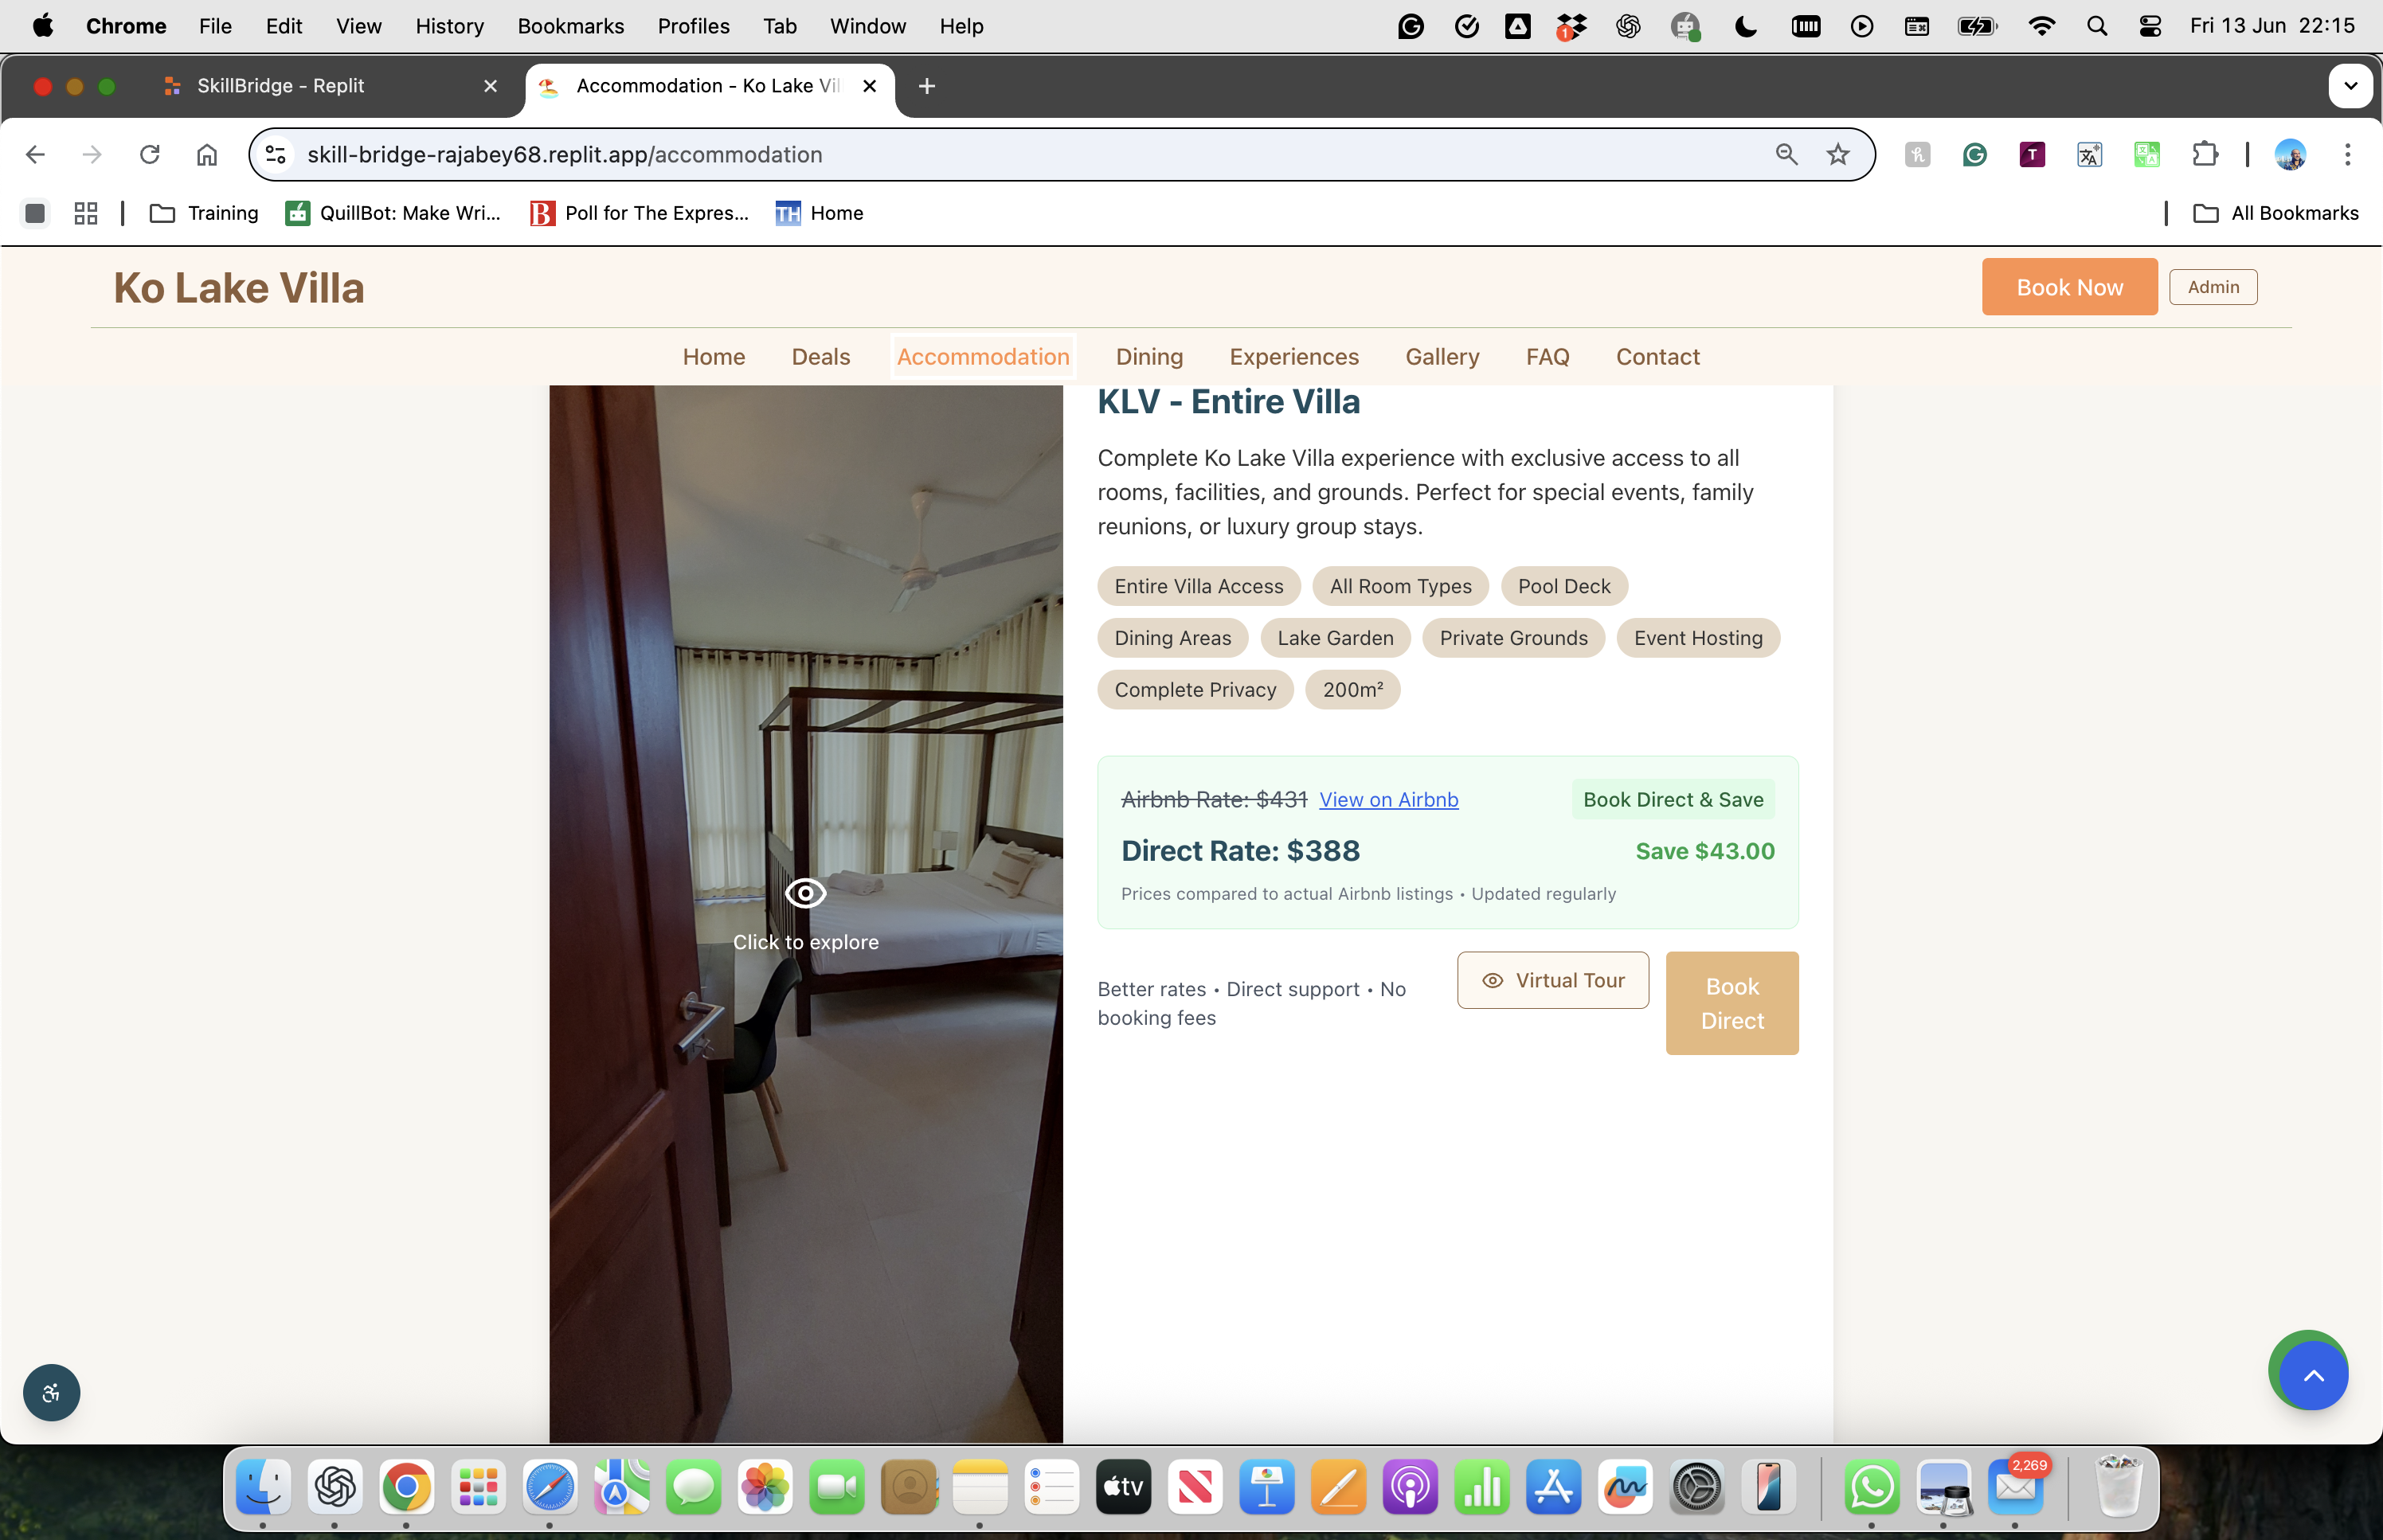 Chrome File Edit View History Bookmarks Profiles Tab Window Help 1 Fri 13 Jun 22:15
SkillBridge - Replit Accommodation - Ko Lake Vil
skill-bridge-rajabey68.replit.app/accommodation
Training QuillBot: Make Wri... B Poll for The Expres... TH Home All Bookmarks
Ko Lake Villa
Book Now Admin
Home Deals Accommodation Dining Experiences Gallery FAQ Contact
KLV - Entire Villa
Complete Ko Lake Villa experience with exclusive access to all
rooms, facilities, and grounds. Perfect for special events, family
reunions, or luxury group stays.
Entire Villa Access All Room Types Pool Deck
Dining Areas Lake Garden Private Grounds Event Hosting
Complete Privacy 200m²
Airbnb Rate: $431 View on Airbnb Book Direct & Save
Direct Rate: $388 Save $43.00
Prices compared to actual Airbnb listings • Updated regularly
Click to explore
Better rates • Direct support • No
booking fees
Virtual Tour
Book
Direct
tv
2,269